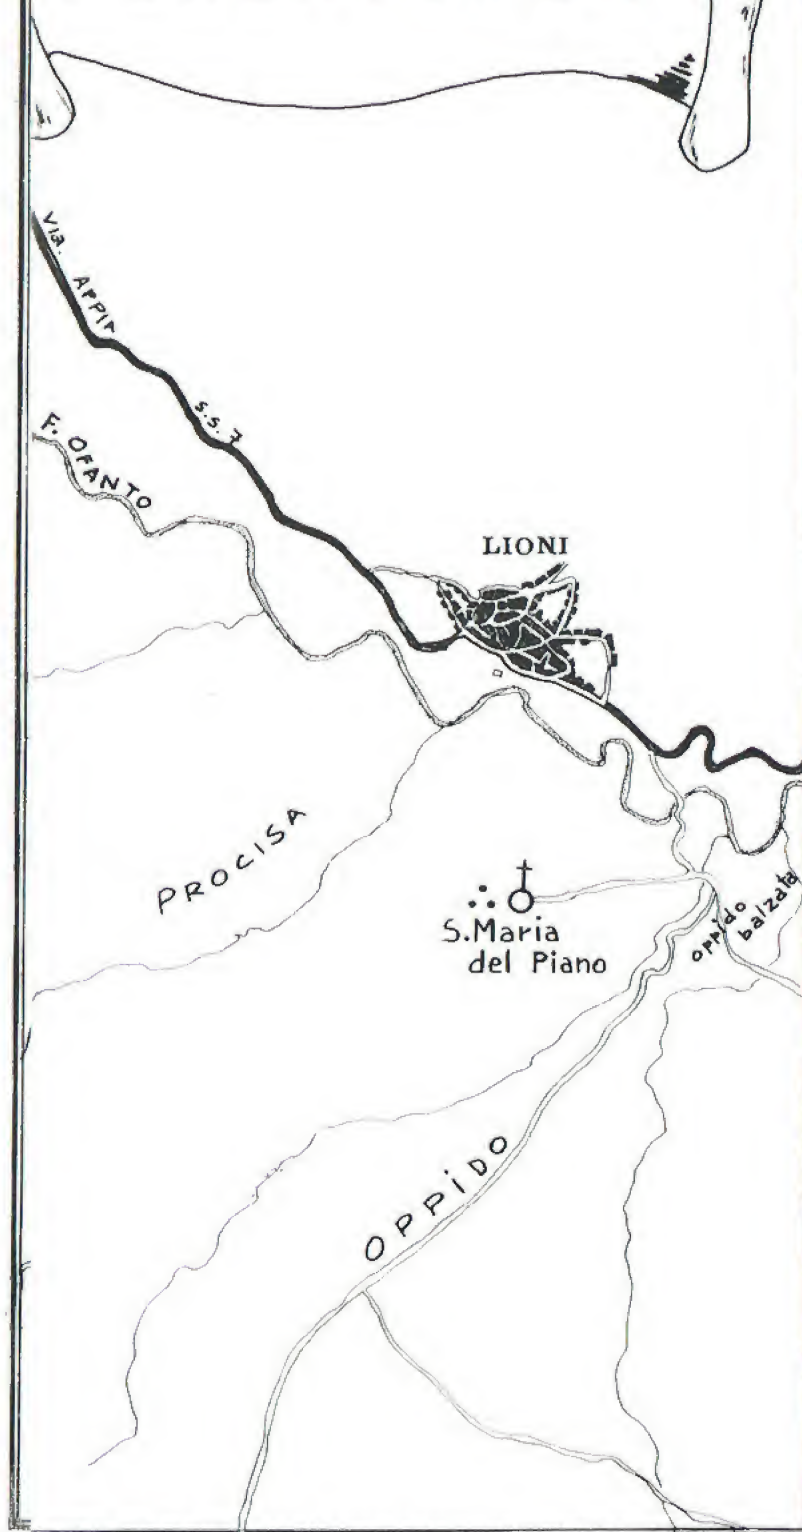 VIA. APPIA
S.S. 7
F. OFANTO
LIONI
PROCISA
S.Maria
del Piano
oppido
balzata
OPPIDO